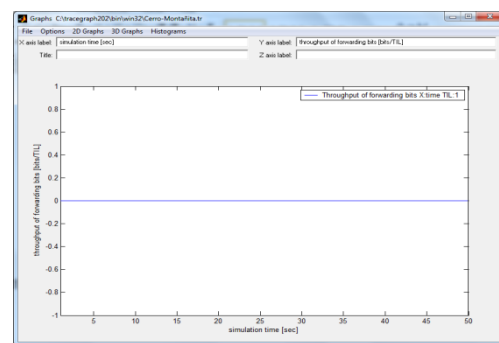 Graphs C:\tracegraph202\bin\win32\Cerro-Montañita.tr
File Options 2D Graphs 3D Graphs Histograms
X axis label: simulation time [sec] Y axis label: throughput of forwarding bits [bits/TIL]
Title: Z axis label:
Throughput of forwarding bits X:time TIL:1
throughput of forwarding bits [bits/TIL]
1
0.8
0.6
0.4
0.2
0
-0.2
-0.4
-0.6
-0.8
-1
5 10 15 20 25 30 35 40 45 50
simulation time [sec]